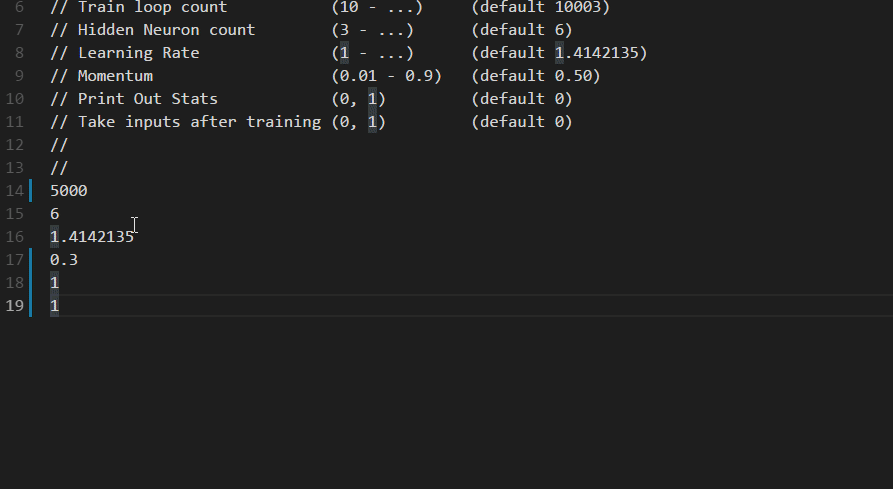 6 // Train loop count (10 - ...) (default 10003)
7 // Hidden Neuron count (3 - ...) (default 6)
8 // Learning Rate (1 - ...) (default 1.4142135)
9 // Momentum (0.01 - 0.9) (default 0.50)
10 // Print Out Stats (0, 1) (default 0)
11 // Take inputs after training (0, 1) (default 0)
12 //
13 //
14 5000
15 6
16 1.4142135
17 0.3
18 1
19 1